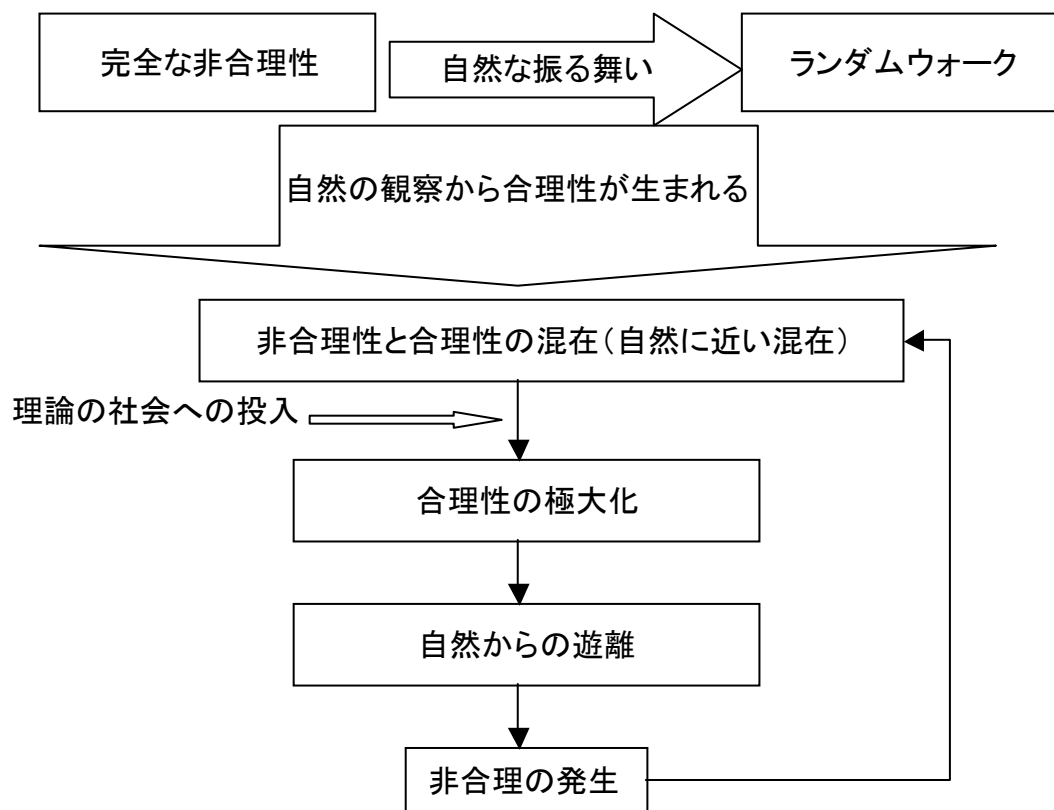 完全な非合理性
自然な振る舞い
ランダムウォーク
自然の観察から合理性が生まれる
非合理性と合理性の混在（自然に近い混在）
理論の社会への投入
合理性の極大化
自然からの遊離
非合理の発生